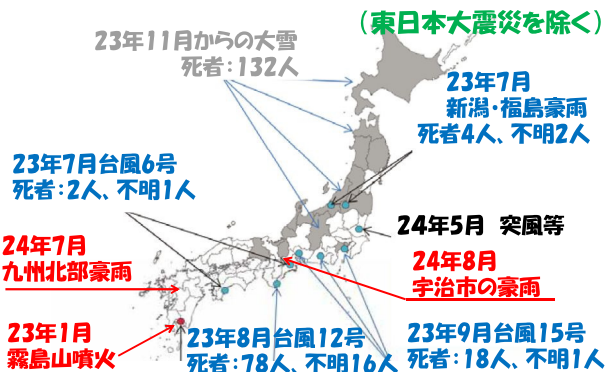 （東日本大震災を除く）
23年11月からの大雪
死者：132人
23年7月
新潟・福島豪雨
死者4人、不明2人
23年7月台風6号
死者：2人、不明1人
24年5月　突風等
24年7月
九州北部豪雨
24年8月
宇治市の豪雨
23年1月
霧島山噴火
23年8月台風12号
死者：78人、不明16人
23年9月台風15号
死者：18人、不明1人